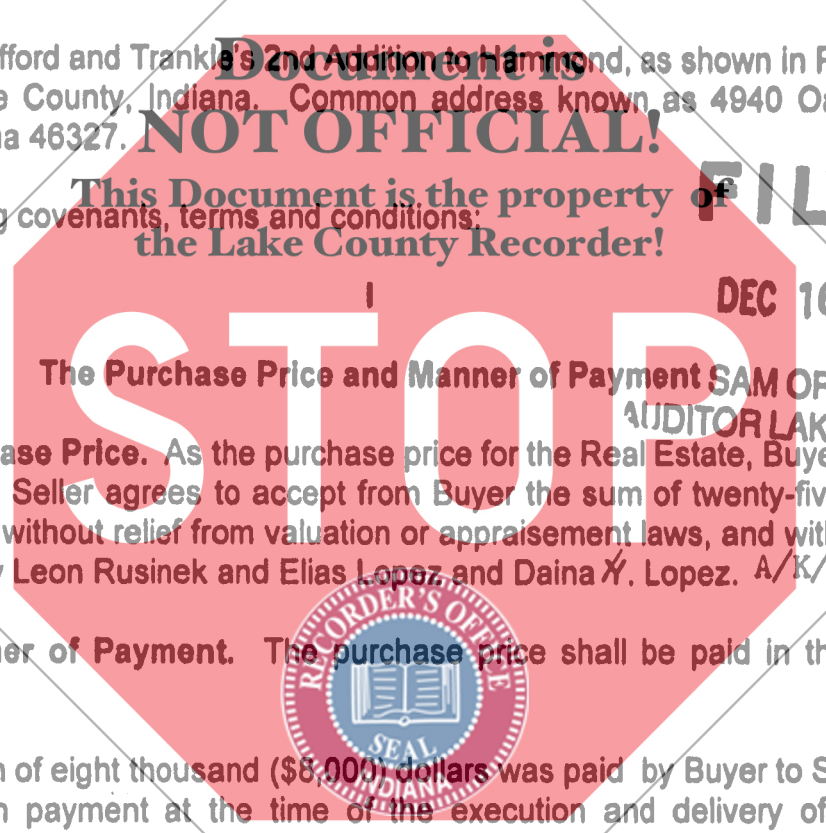 fford and Trankle's 2nd Addition to Hammond, as shown in
Document is
County, Indiana. Common address known as 4940
46327.
NOT OFFICIAL!
This Document is the property of
FIL
covenants, terms and conditions:
the Lake County Recorder!
I
DEC 10
STOP
The Purchase Price and Manner of Payment
SAM OR
AUDITOR LAK
ase Price. As the purchase price for the Real Estate, Buye
Seller agrees to accept from Buyer the sum of twenty-fiv
without relief from valuation or appraisement laws, and with
Leon Rusinek and Elias Lopez and Daina . Lopez. A/K/
er of Payment. The purchase price shall be paid in th
RECORDER'S OFFICE
SEAL
INDIANA
of eight thousand ($8,000) dollars was paid by Buyer to S
payment at the time of the execution and delivery of